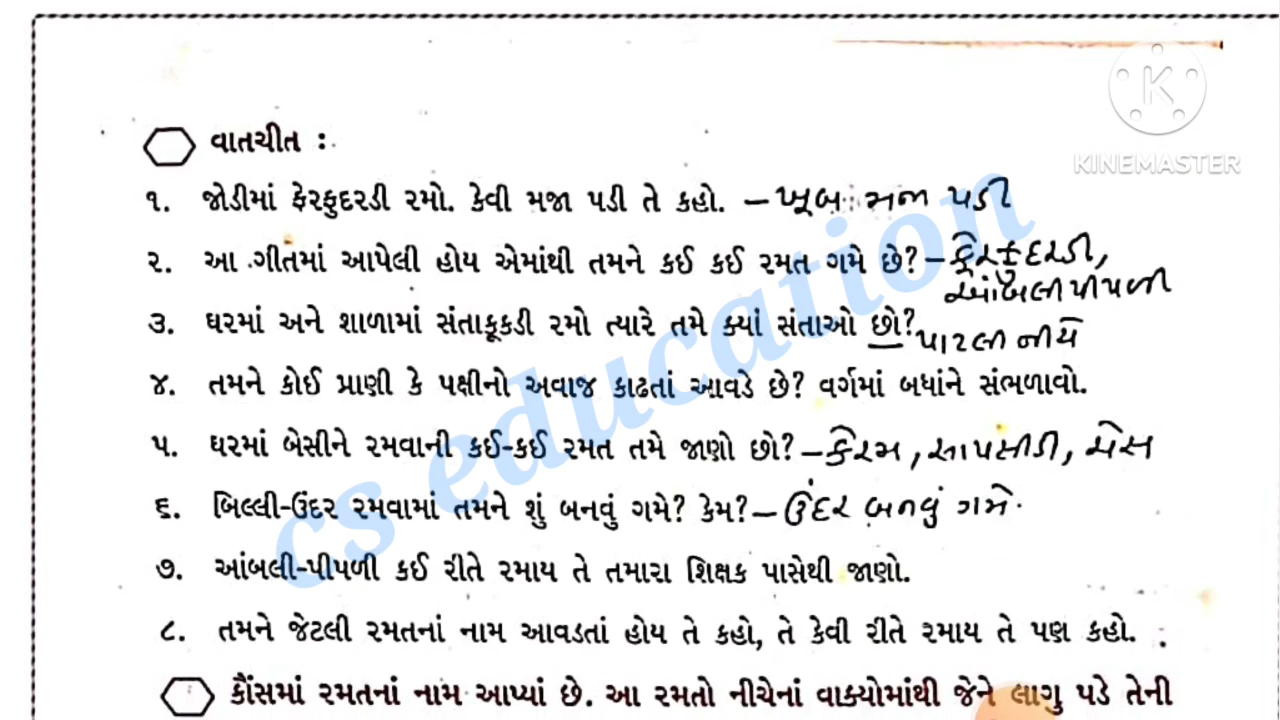 KINEMASTER
વાતચીત :
૧. જોડીમાં ફેરફુદરડી રમો. કેવી મજા પડી તે કહો. – ખૂબ મજા પડી
૨. આ ગીતમાં આપેલી હોય એમાંથી તમને કઈ કઈ રમત ગમે છે? – ફેરફુદરડી,
આંબલીપીપળી
૩. ઘરમાં અને શાળામાં સંતાકૂકડી રમો ત્યારે તમે ક્યાં સંતાઓ છો? પાટલી નીચે
૪. તમને કોઈ પ્રાણી કે પક્ષીનો અવાજ કાઢતાં આવડે છે? વર્ગમાં બધાંને સંભળાવો.
૫. ઘરમાં બેસીને રમવાની કઈ-કઈ રમત તમે જાણો છો? – કેરમ, સાપસીડી, ચેસ
૬. બિલ્લી-ઉંદર રમવામાં તમને શું બનવું ગમે? કેમ? – ઉંદર બનવું ગમે.
૭. આંબલી-પીપળી કઈ રીતે રમાય તે તમારા શિક્ષક પાસેથી જાણો.
૮. તમને જેટલી રમતનાં નામ આવડતાં હોય તે કહો, તે કેવી રીતે રમાય તે પણ કહો.
કૌંસમાં રમતનાં નામ આપ્યાં છે. આ રમતો નીચેનાં વાક્યોમાંથી જેને લાગુ પડે તેની
cs education